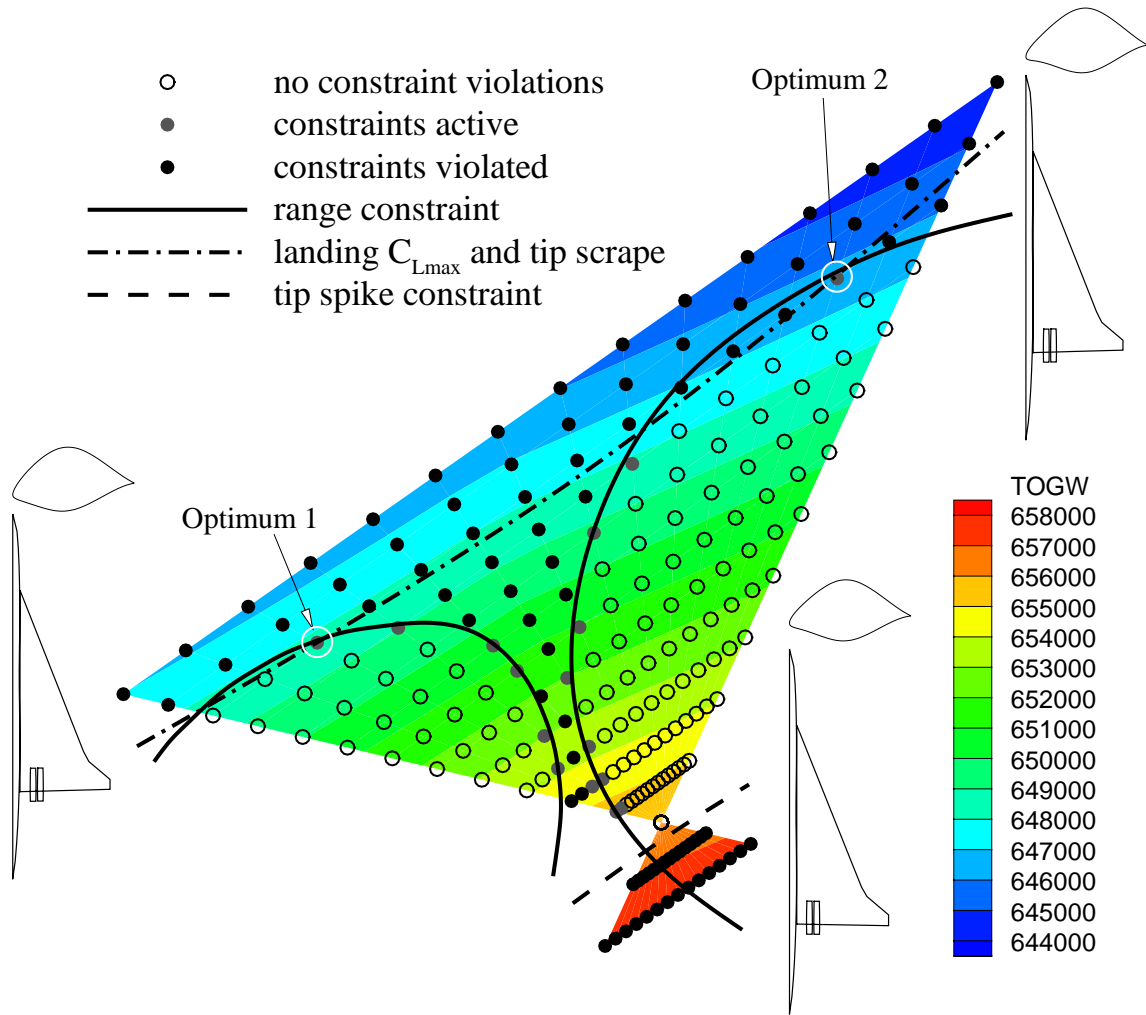 no constraint violations
constraints active
constraints violated
range constraint
landing C_Lmax and tip scrape
tip spike constraint
Optimum 2
Optimum 1
TOGW
658000
657000
656000
655000
654000
653000
652000
651000
650000
649000
648000
647000
646000
645000
644000